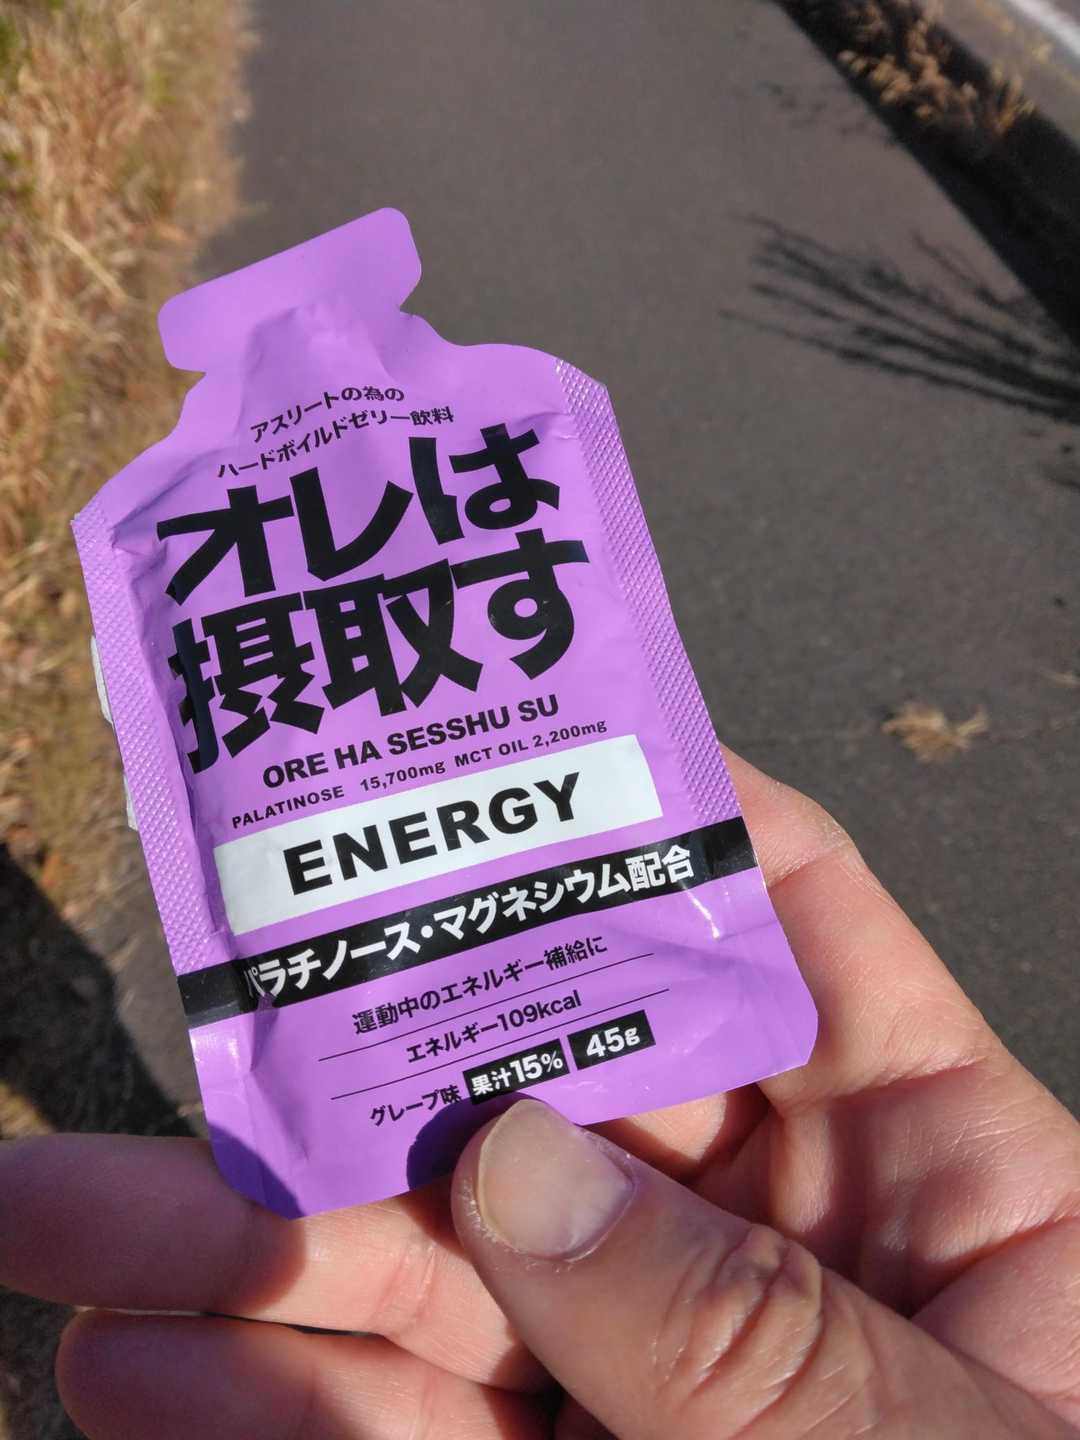 アスリートの為の
ハードボイルドゼリー飲料
オレは
摂取す
ORE HA SESSHU SU
PALATINOSE 15,700mg MCT OIL 2,200mg
ENERGY
パラチノース・マグネシウム配合
運動中のエネルギー補給に
エネルギー109kcal
グレープ味 果汁15% 45g